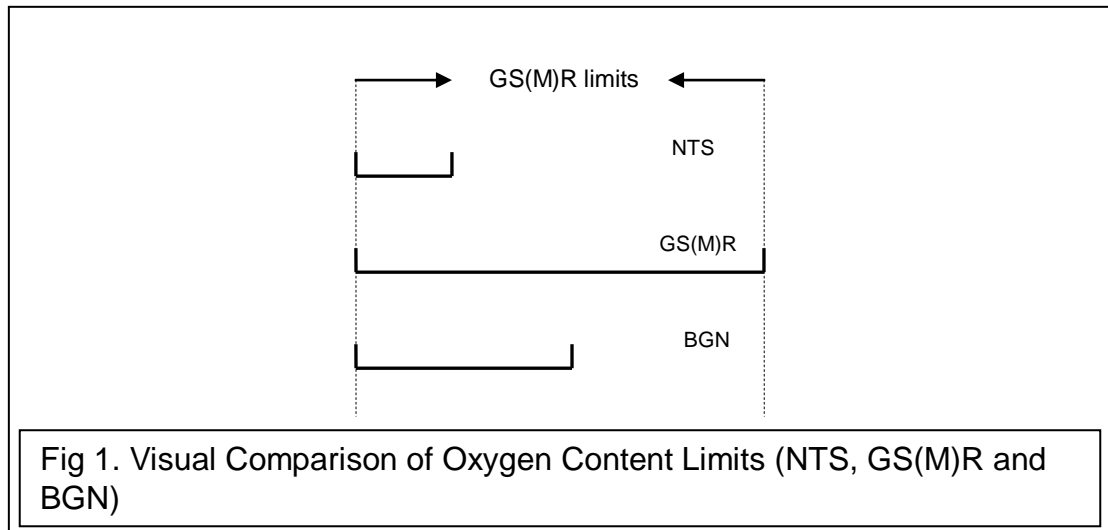 GS(M)R limits
NTS
GS(M)R
BGN
Fig 1. Visual Comparison of Oxygen Content Limits (NTS, GS(M)R and
BGN)